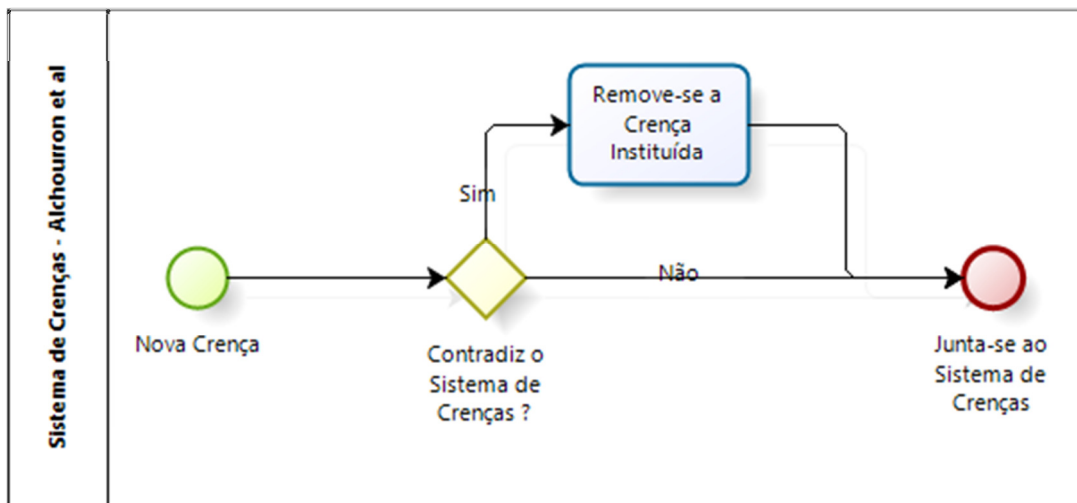 Sistema de Crenças - Alchourron et al
Remove-se a
Crença
Instituída
Sim
Não
Nova Crença
Contradiz o
Sistema de
Crenças ?
Junta-se ao
Sistema de
Crenças